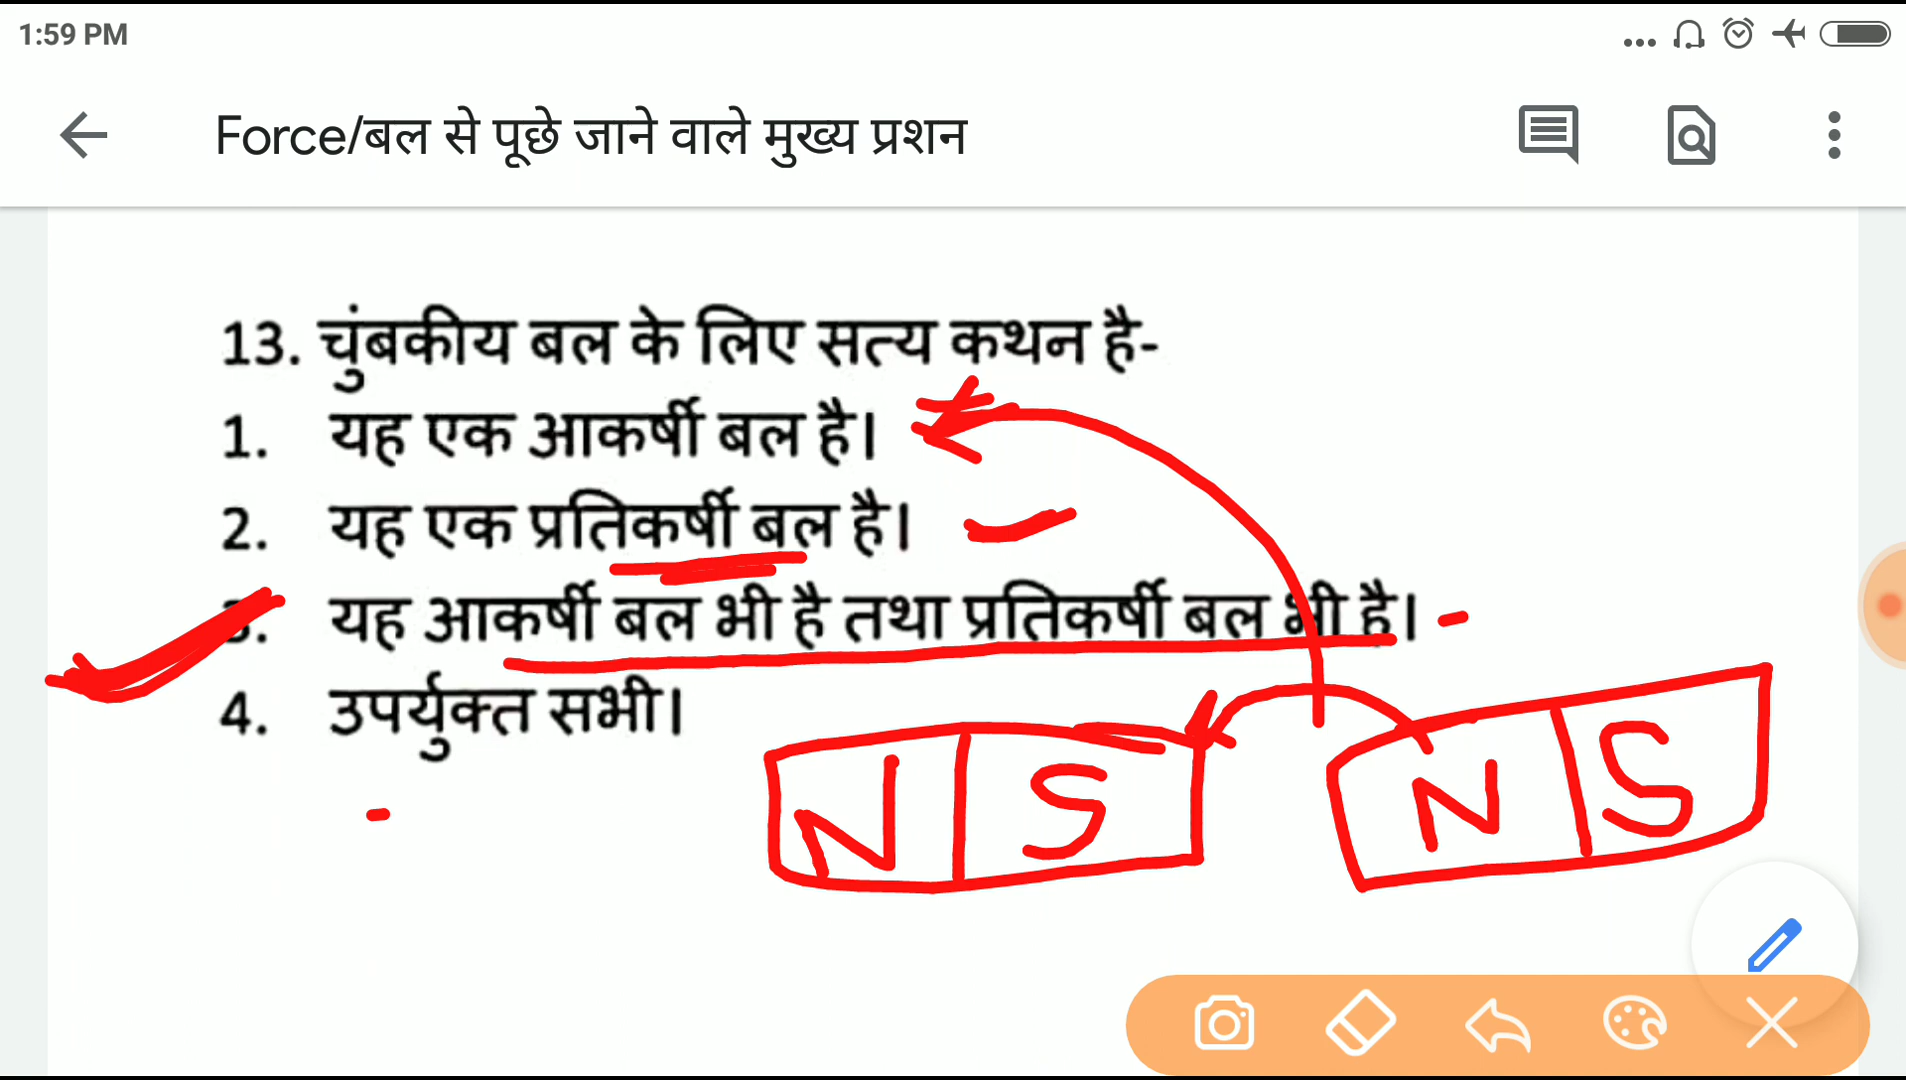 1:59 PM
Force/बल से पूछे जाने वाले मुख्य प्रशन
13. चुंबकीय बल के लिए सत्य कथन है-
1. यह एक आकर्षी बल है।
2. यह एक प्रतिकर्षी बल है।
3. यह आकर्षी बल भी है तथा प्रतिकर्षी बल भी है।
4. उपर्युक्त सभी।
N S N S